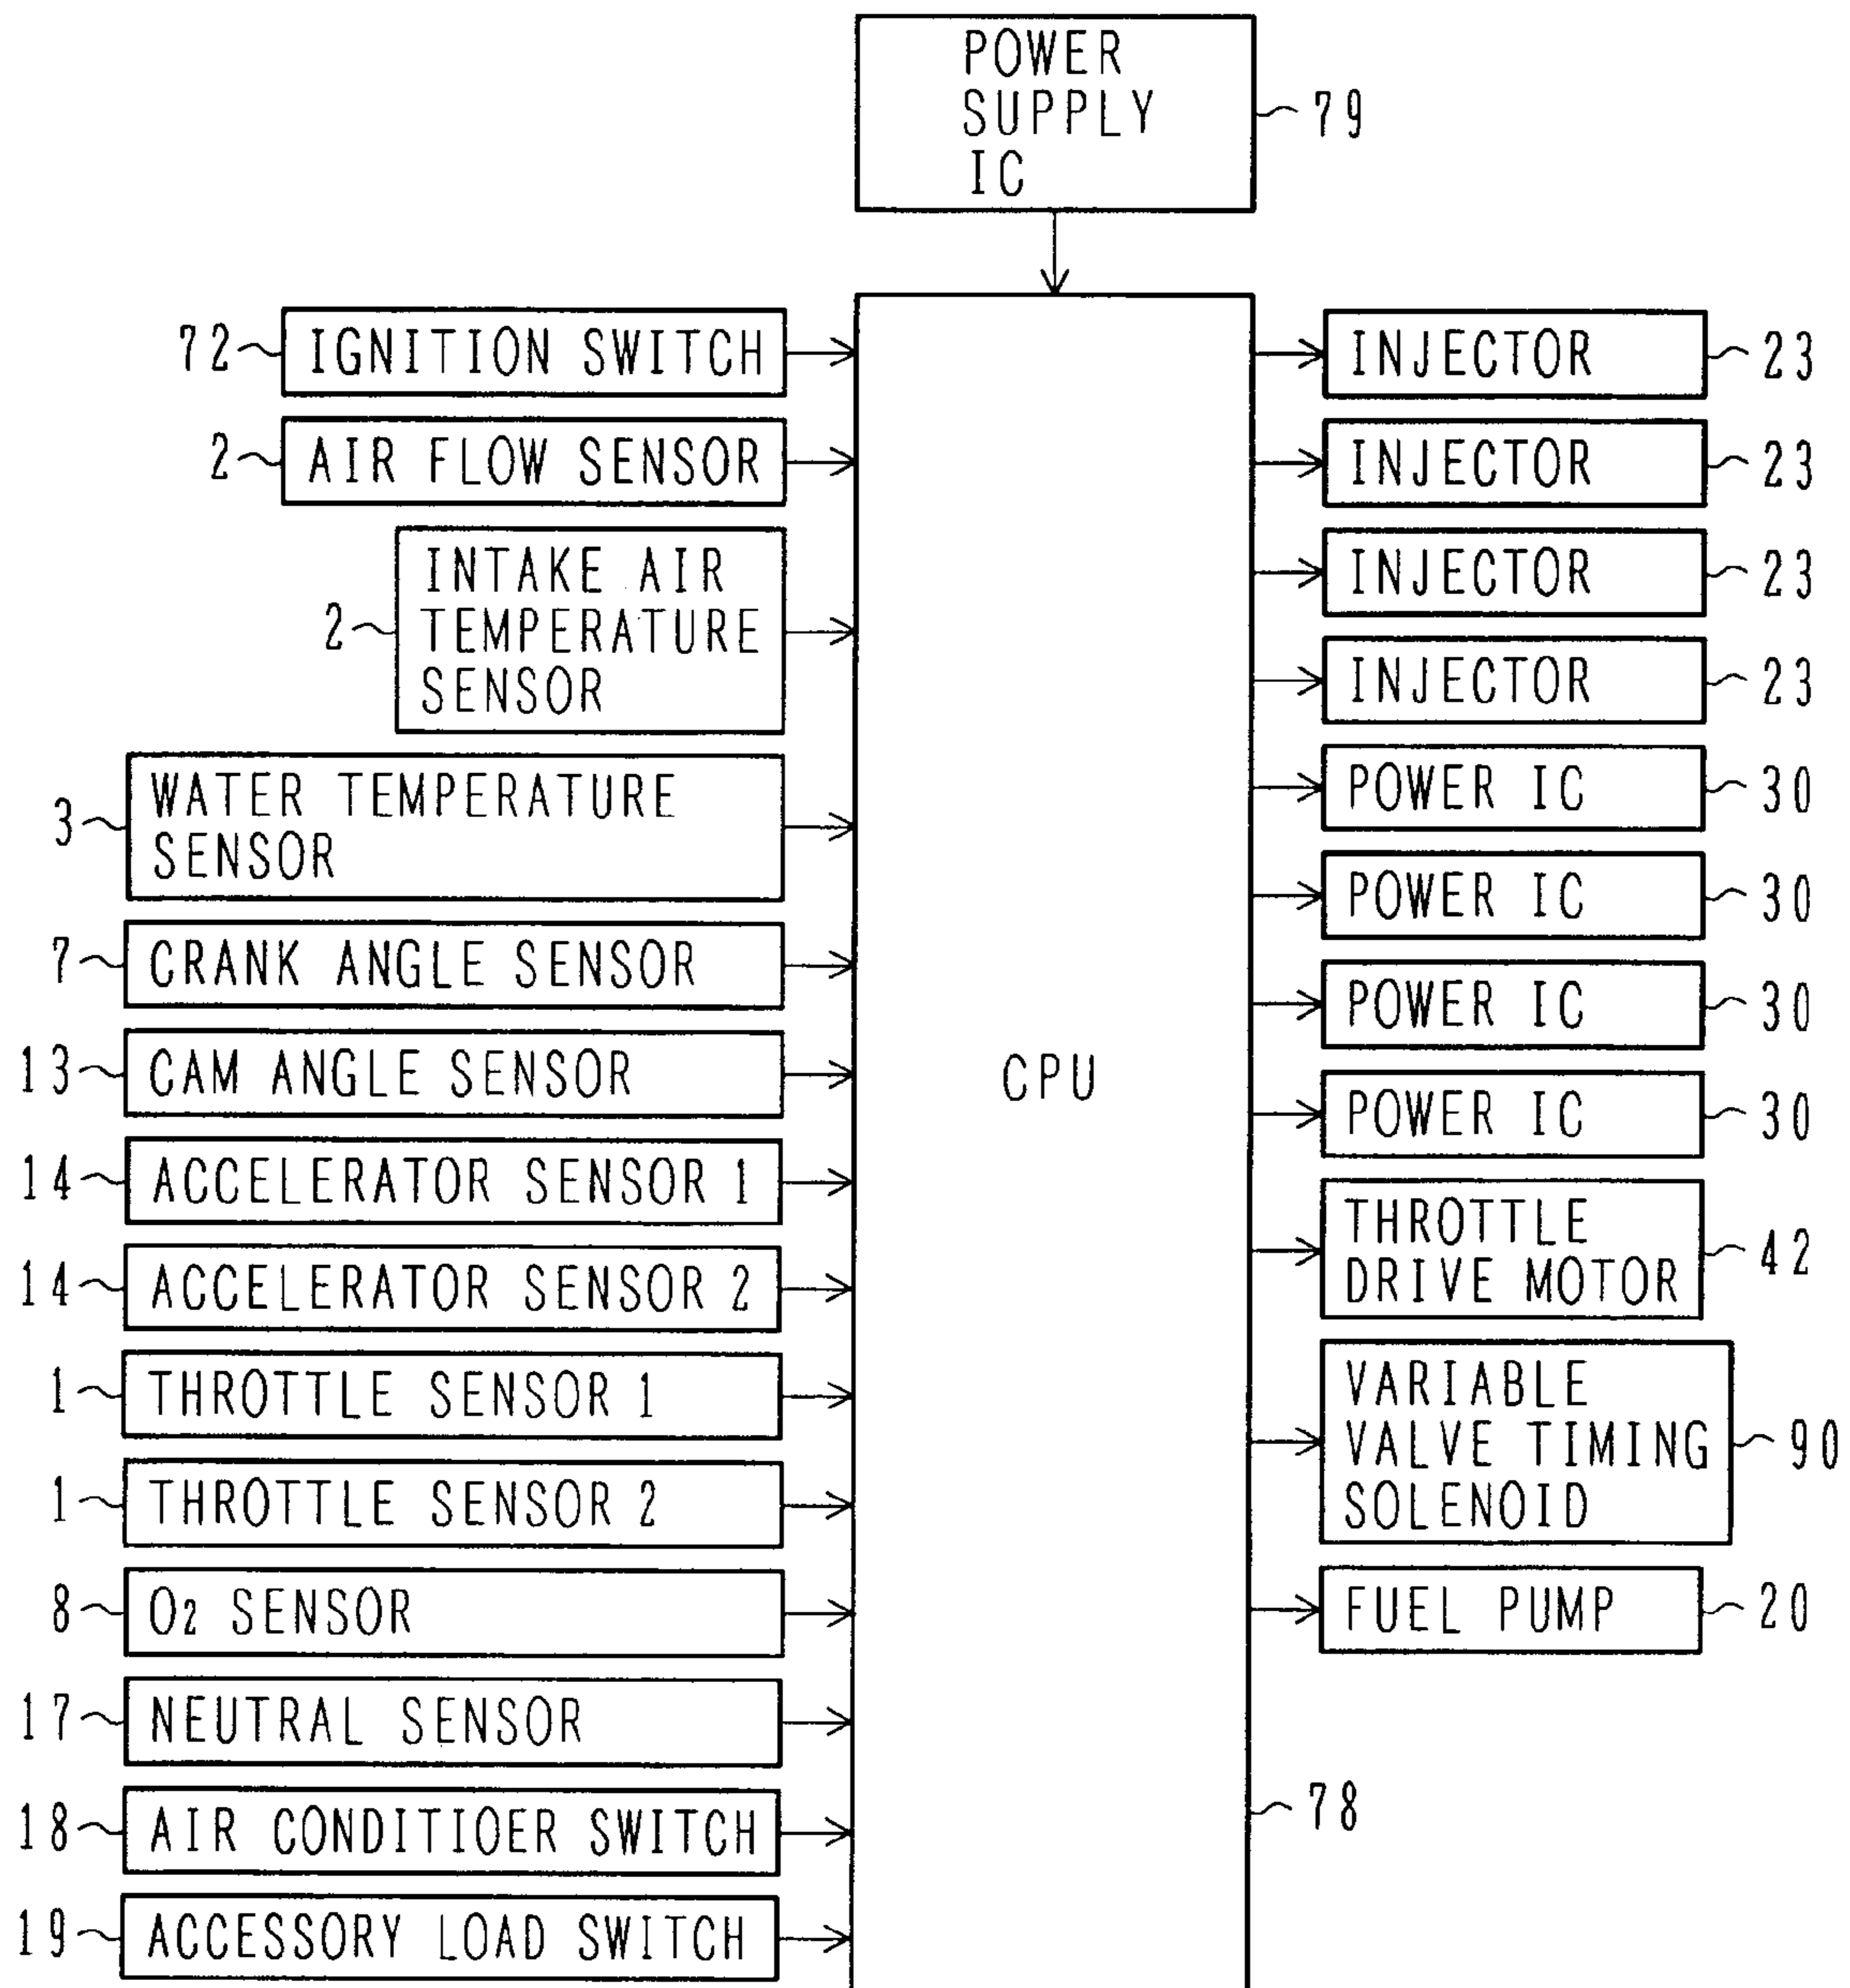 POWER
SUPPLY
IC
79
72 IGNITION SWITCH
2 AIR FLOW SENSOR
2 INTAKE AIR
TEMPERATURE
SENSOR
3 WATER TEMPERATURE
SENSOR
7 CRANK ANGLE SENSOR
13 CAM ANGLE SENSOR
14 ACCELERATOR SENSOR 1
14 ACCELERATOR SENSOR 2
1 THROTTLE SENSOR 1
1 THROTTLE SENSOR 2
8 O2 SENSOR
17 NEUTRAL SENSOR
18 AIR CONDITIOER SWITCH
19 ACCESSORY LOAD SWITCH
CPU
78
INJECTOR 23
INJECTOR 23
INJECTOR 23
INJECTOR 23
POWER IC 30
POWER IC 30
POWER IC 30
POWER IC 30
THROTTLE
DRIVE MOTOR
42
VARIABLE
VALVE TIMING
SOLENOID
90
FUEL PUMP 20